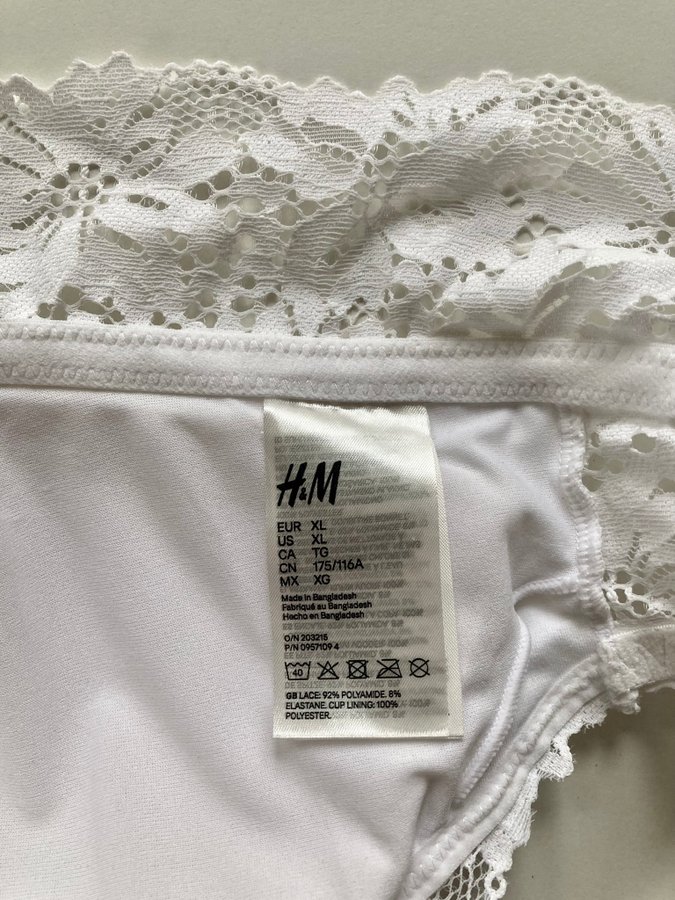 H&M
EUR XL
US XL
CA TG
CN 175/116A
MX XG
Made in Bangladesh
Fabriqué au Bangladesh
Hecho en Bangladesh
O/N 203215
P/N 0957109 4
40
GB LACE: 92% POLYAMIDE. 8%
ELASTANE. CUP LINING: 100%
POLYESTER.